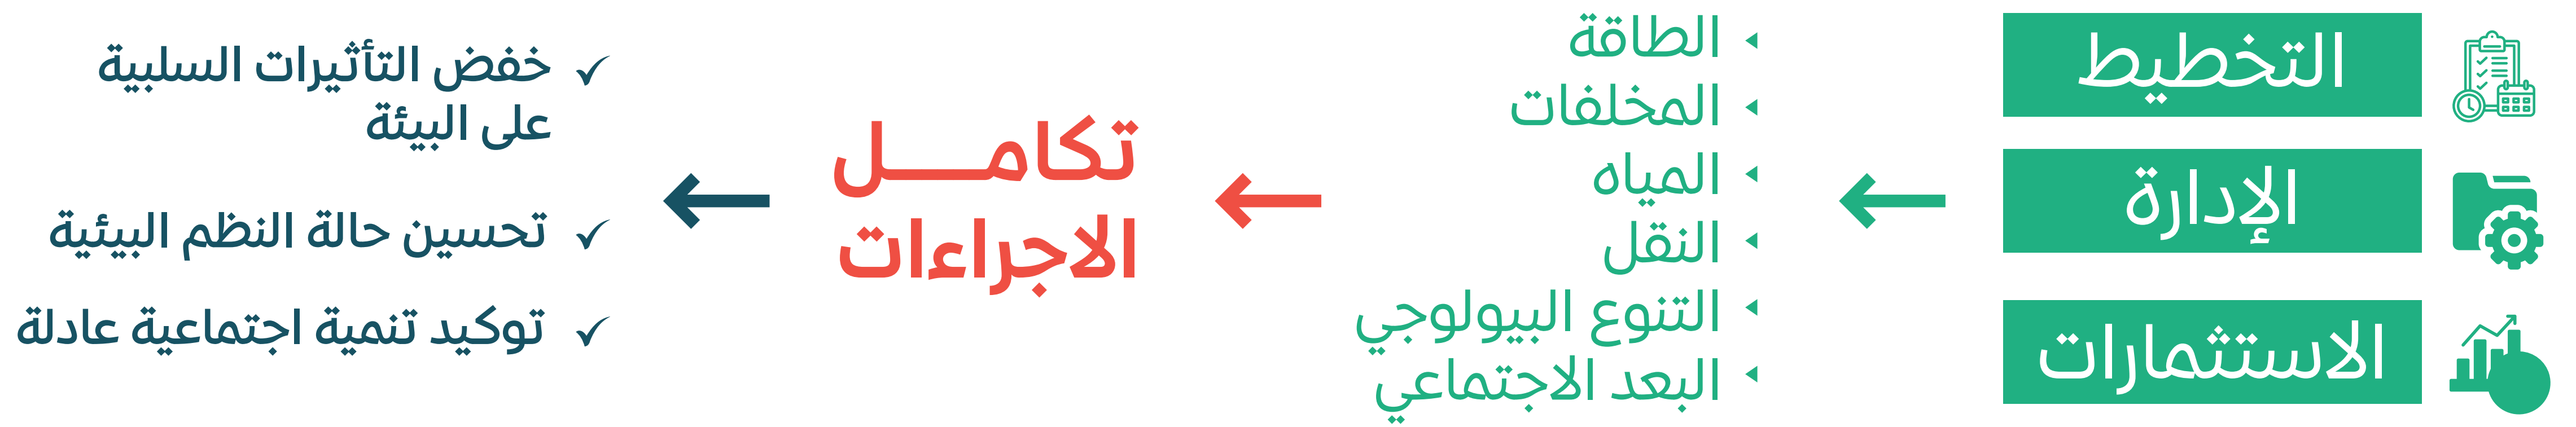 التخطيط
الإدارة
الاستثمارات
الطاقة
المخلفات
المياه
النقل
التنوع البيولوجي
البعد الاجتماعي
تكامــــل
الاجراءات
خفض التأثيرات السلبية
على البيئة
تحسين حالة النظم البيئية
توكيد تنمية اجتماعية عادلة